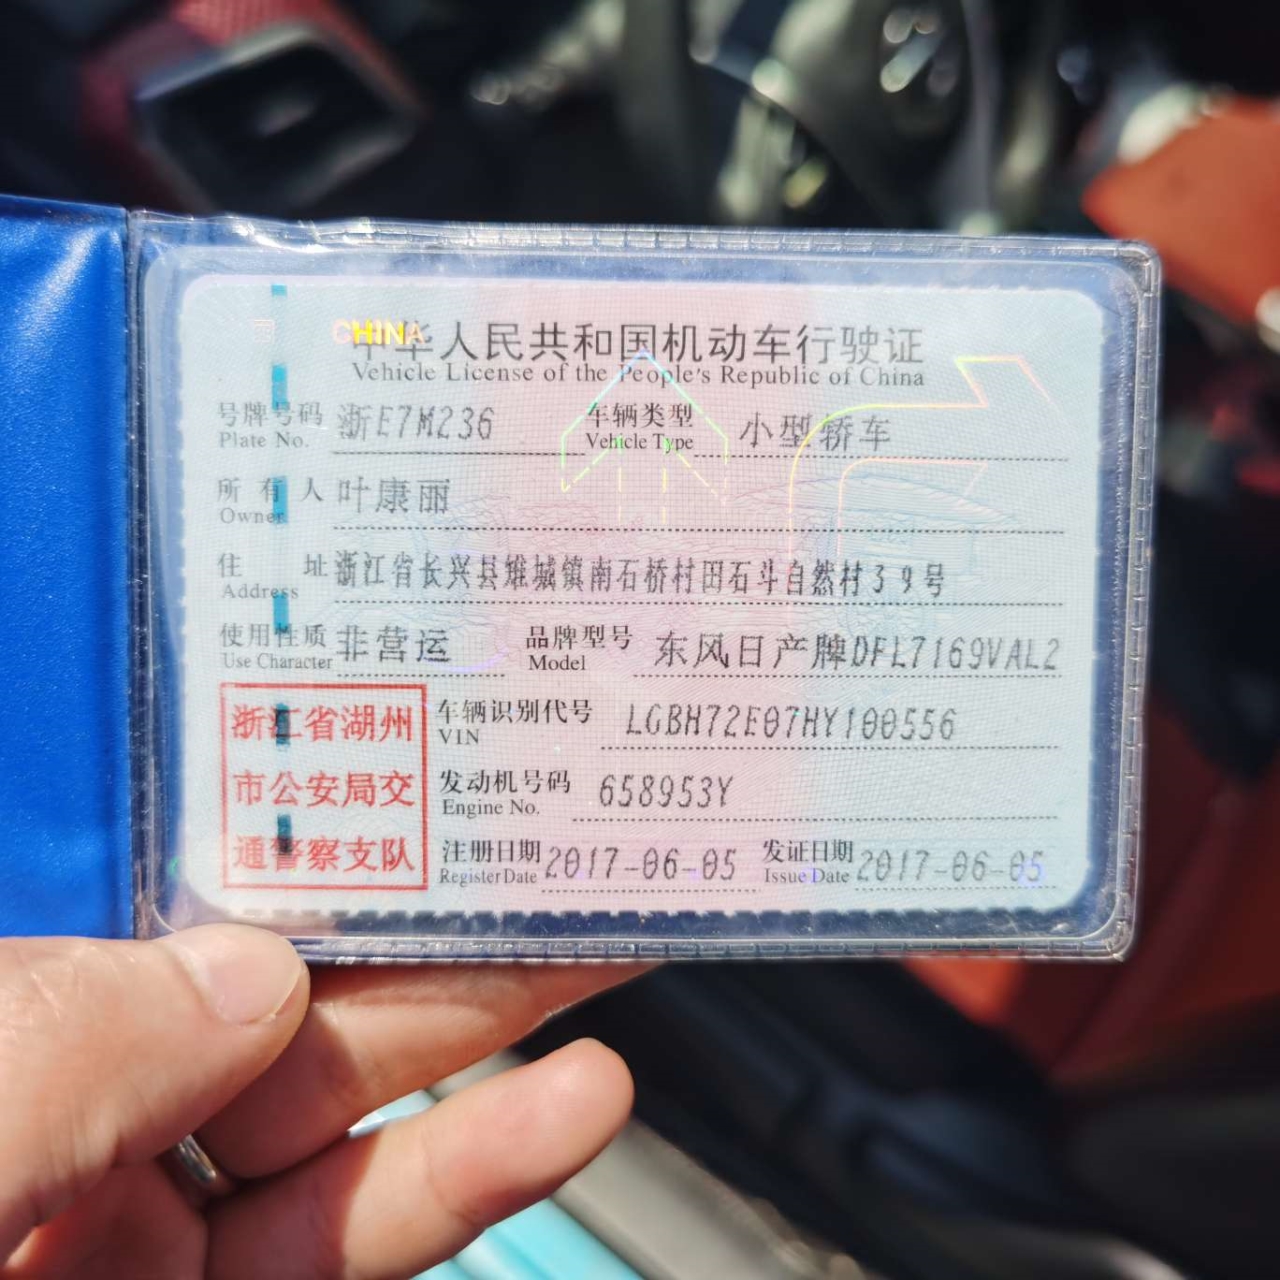 CHINA
中华人民共和国机动车行驶证
Vehicle License of the People's Republic of China
号牌号码 浙E7M236 车辆类型 小型轿车
Plate No. Vehicle Type
所有人 叶康丽
Owner
住址 浙江省长兴县雉城镇南石桥村田石斗自然村39号
Address
使用性质 非营运 品牌型号 东风日产牌DFL7169VAL2
Use Character Model
浙江省湖州
市公安局交
通警察支队
车辆识别代号 LGBH72E07HY100556
VIN
发动机号码 658953Y
Engine No.
注册日期 2017-06-05 发证日期 2017-06-05
Register Date Issue Date